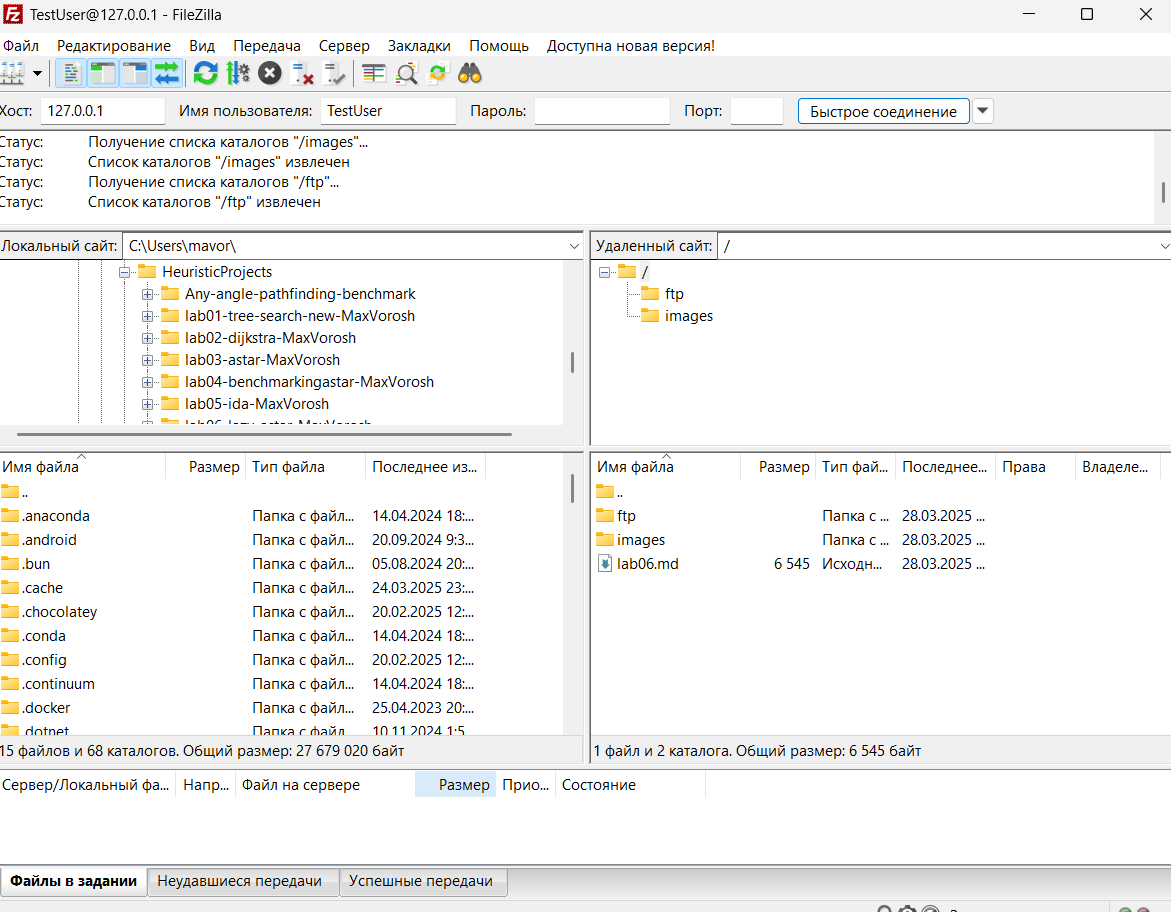 TestUser@127.0.0.1 - FileZilla
Файл Редактирование Вид Передача Сервер Закладки Помощь Доступна новая версия!
Хост: 127.0.0.1 Имя пользователя: TestUser Пароль: Порт: Быстрое соединение
Статус: Получение списка каталогов "/images"...
Статус: Список каталогов "/images" извлечен
Статус: Получение списка каталогов "/ftp"...
Статус: Список каталогов "/ftp" извлечен
Локальный сайт: C:\Users\mavor\
HeuristicProjects
Any-angle-pathfinding-benchmark
lab01-tree-search-new-MaxVorosh
lab02-dijkstra-MaxVorosh
lab03-astar-MaxVorosh
lab04-benchmarkingastar-MaxVorosh
lab05-ida-MaxVorosh
Удаленный сайт: /
/
ftp
images
Имя файла Размер Тип файла Последнее из...
..
.anaconda Папка с файл... 14.04.2024 18:...
.android Папка с файл... 20.09.2024 9:3...
.bun Папка с файл... 05.08.2024 20:...
.cache Папка с файл... 24.03.2025 23:...
.chocolatey Папка с файл... 20.02.2025 12:...
.conda Папка с файл... 14.04.2024 18:...
.config Папка с файл... 20.02.2025 12:...
.continuum Папка с файл... 14.04.2024 18:...
.docker Папка с файл... 25.04.2023 20:...
.dotnet Папка с файл... 10.11.2024 1:5...
15 файлов и 68 каталогов. Общий размер: 27 679 020 байт
Имя файла Размер Тип фай... Последнее... Права Владеле...
..
ftp Папка с ... 28.03.2025 ...
images Папка с ... 28.03.2025 ...
lab06.md 6 545 Исходн... 28.03.2025 ...
1 файл и 2 каталога. Общий размер: 6 545 байт
Сервер/Локальный фа... Напр... Файл на сервере Размер Прио... Состояние
Файлы в задании Неудавшиеся передачи Успешные передачи